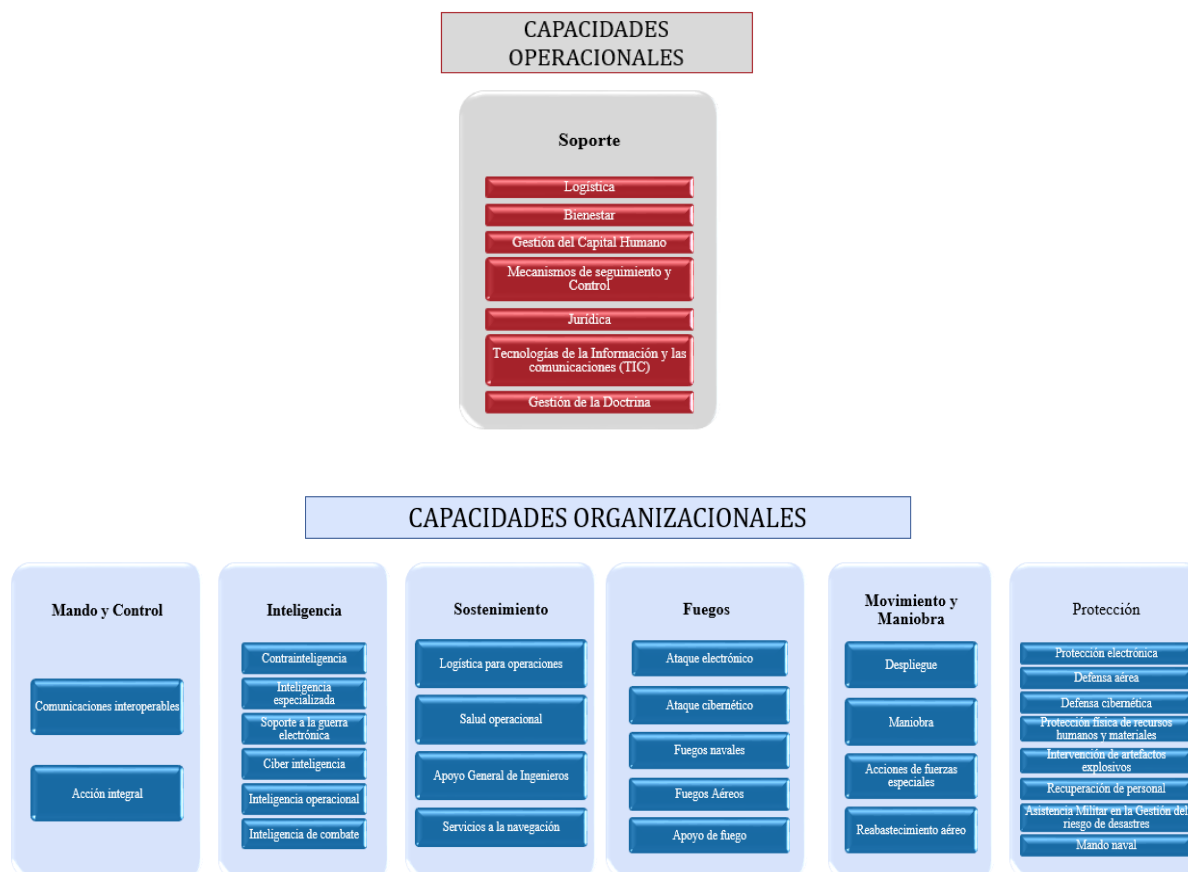 CAPACIDADES
OPERACIONALES
Soporte
Logística
Bienestar
Gestión del Capital Humano
Mecanismos de seguimiento y
Control
Jurídica
Tecnologías de la Información y las
comunicaciones (TIC)
Gestión de la Doctrina
CAPACIDADES ORGANIZACIONALES
Mando y Control
Comunicaciones interoperables
Acción integral
Inteligencia
Contrainteligencia
Inteligencia
especializada
Soporte a la guerra
electrónica
Ciber inteligencia
Inteligencia operacional
Inteligencia de combate
Sostenimiento
Logística para operaciones
Salud operacional
Apoyo General de Ingenieros
Servicios a la navegación
Fuegos
Ataque electrónico
Ataque cibernético
Fuegos navales
Fuegos Aéreos
Apoyo de fuego
Movimiento y
Maniobra
Despliegue
Maniobra
Acciones de fuerzas
especiales
Reabastecimiento aéreo
Protección
Protección electrónica
Defensa aérea
Defensa cibernética
Protección física de recursos
humanos y materiales
Intervención de artefactos
explosivos
Recuperación de personal
Asistencia Militar en la Gestión del
riesgo de desastres
Mando naval